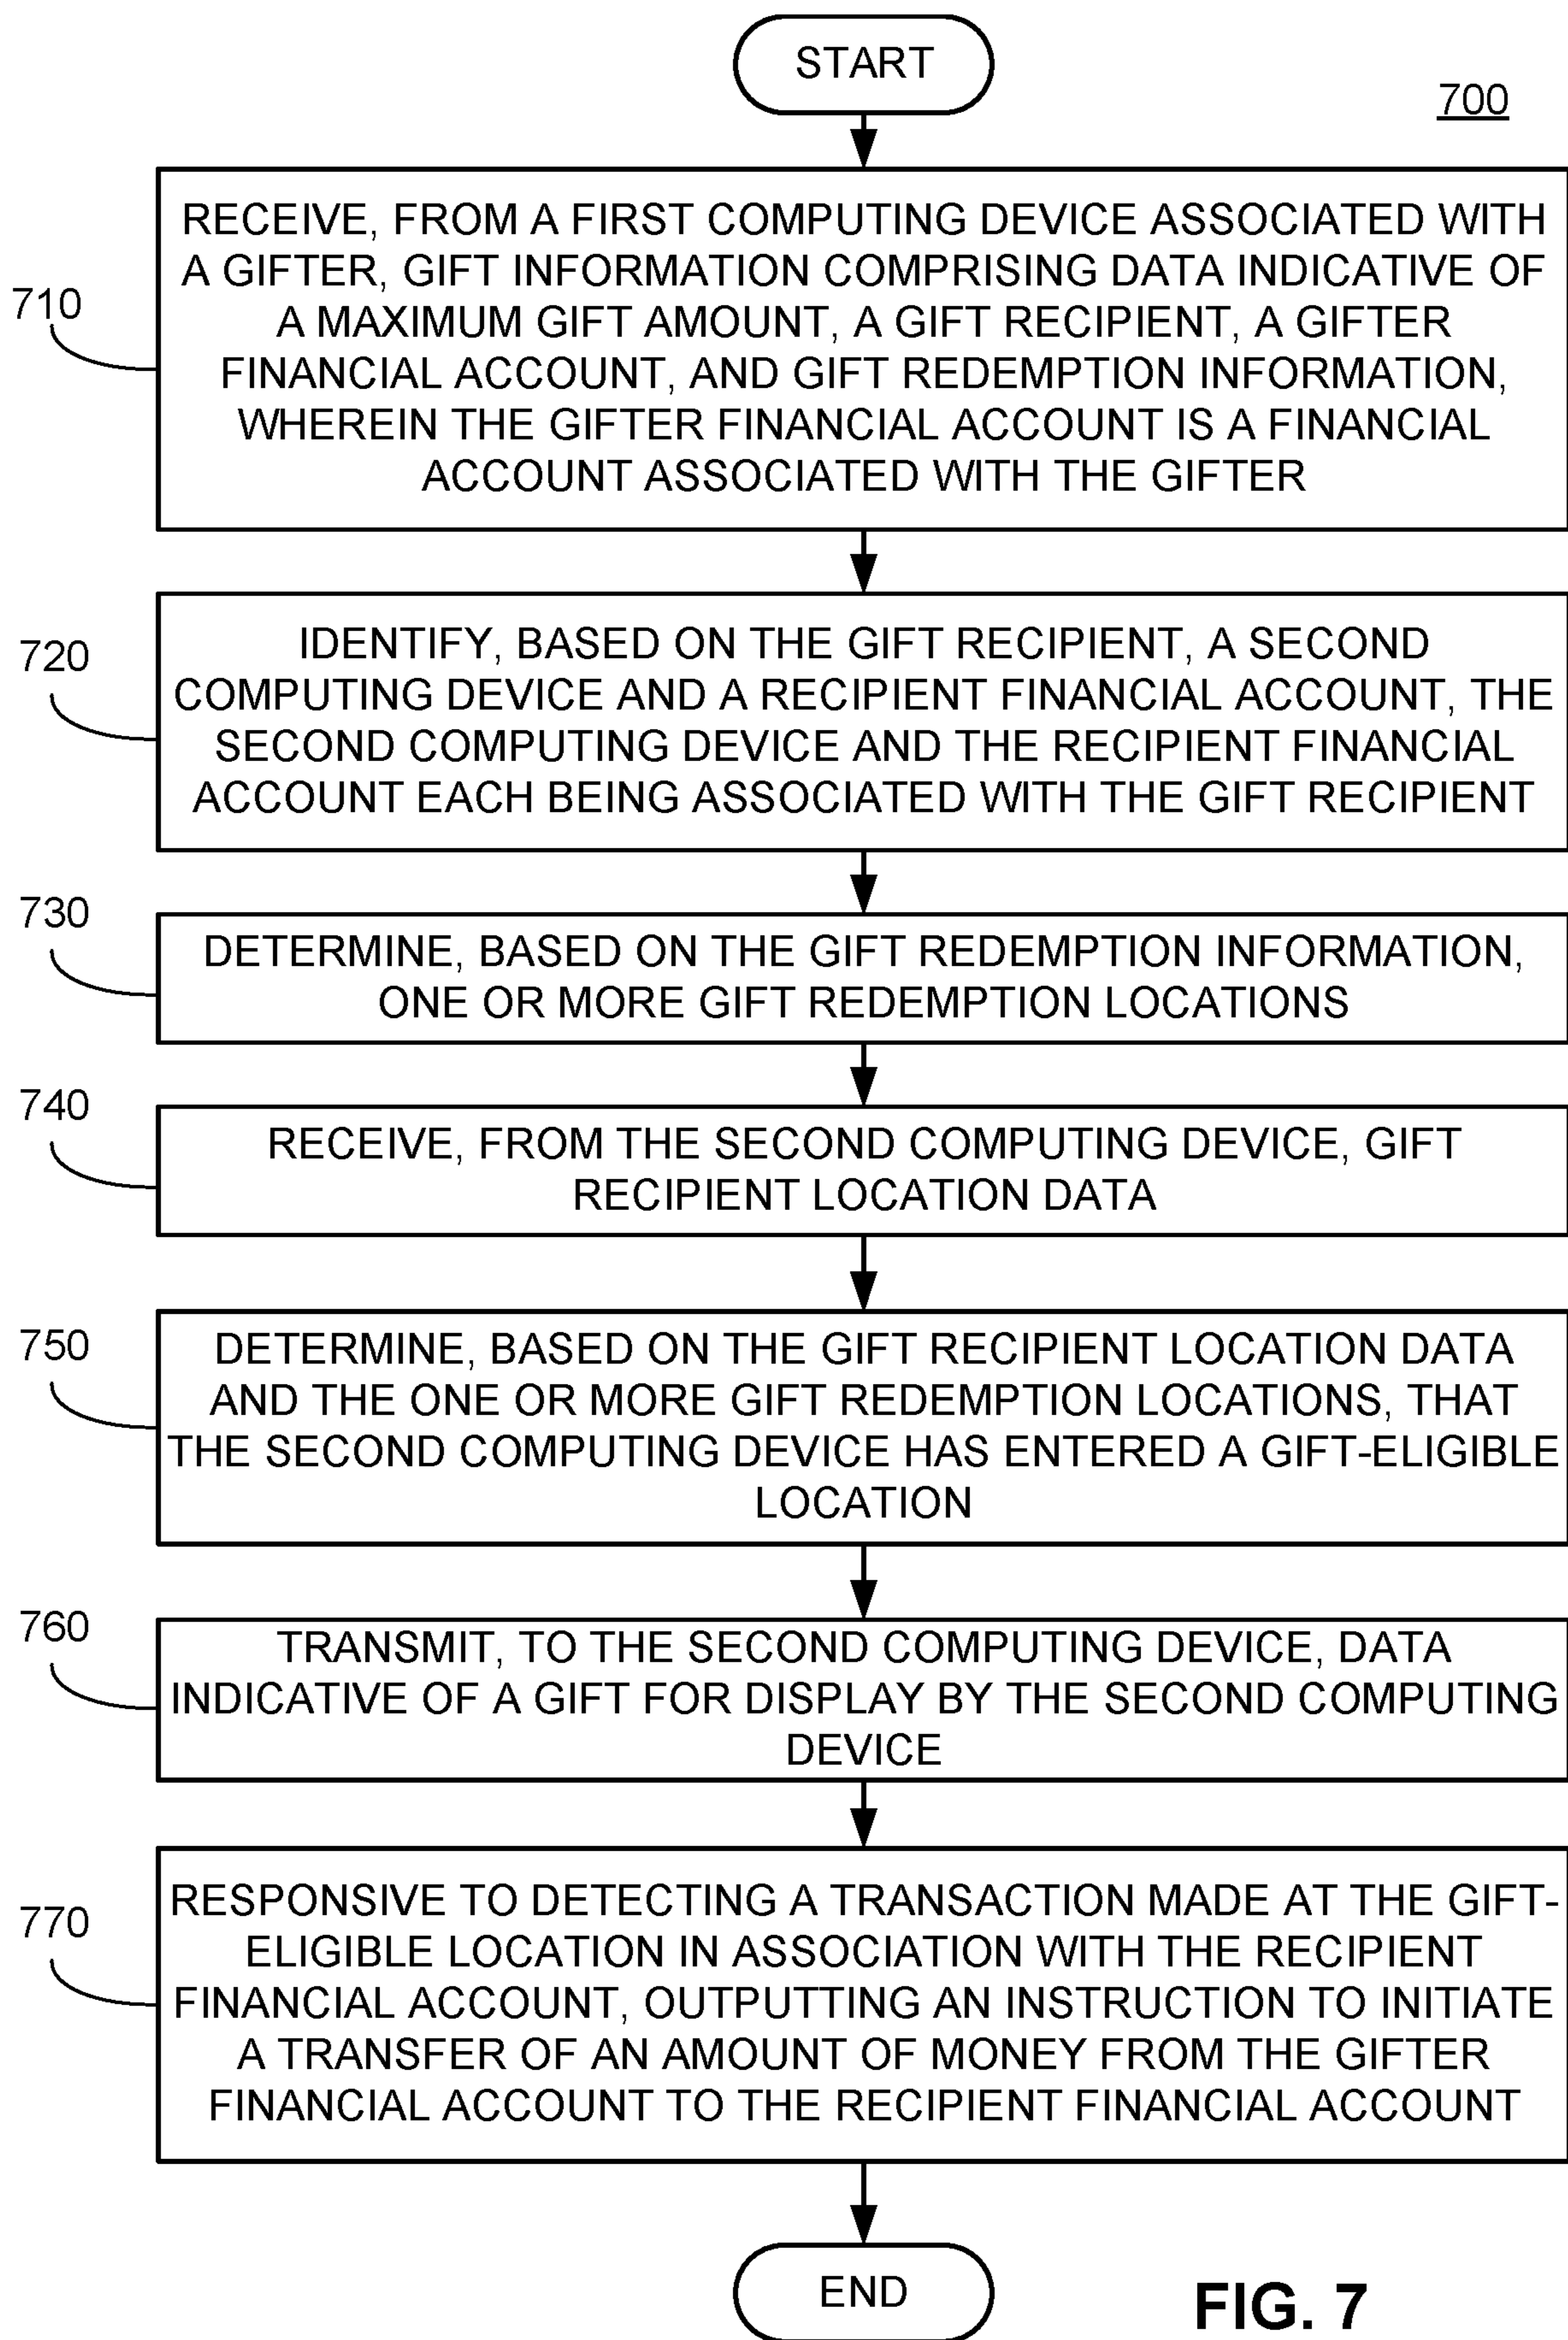 START
700
710
RECEIVE, FROM A FIRST COMPUTING DEVICE ASSOCIATED WITH
A GIFTER, GIFT INFORMATION COMPRISING DATA INDICATIVE OF
A MAXIMUM GIFT AMOUNT, A GIFT RECIPIENT, A GIFTER
FINANCIAL ACCOUNT, AND GIFT REDEMPTION INFORMATION,
WHEREIN THE GIFTER FINANCIAL ACCOUNT IS A FINANCIAL
ACCOUNT ASSOCIATED WITH THE GIFTER
720
IDENTIFY, BASED ON THE GIFT RECIPIENT, A SECOND
COMPUTING DEVICE AND A RECIPIENT FINANCIAL ACCOUNT, THE
SECOND COMPUTING DEVICE AND THE RECIPIENT FINANCIAL
ACCOUNT EACH BEING ASSOCIATED WITH THE GIFT RECIPIENT
730
DETERMINE, BASED ON THE GIFT REDEMPTION INFORMATION,
ONE OR MORE GIFT REDEMPTION LOCATIONS
740
RECEIVE, FROM THE SECOND COMPUTING DEVICE, GIFT
RECIPIENT LOCATION DATA
750
DETERMINE, BASED ON THE GIFT RECIPIENT LOCATION DATA
AND THE ONE OR MORE GIFT REDEMPTION LOCATIONS, THAT
THE SECOND COMPUTING DEVICE HAS ENTERED A GIFT-ELIGIBLE
LOCATION
760
TRANSMIT, TO THE SECOND COMPUTING DEVICE, DATA
INDICATIVE OF A GIFT FOR DISPLAY BY THE SECOND COMPUTING
DEVICE
770
RESPONSIVE TO DETECTING A TRANSACTION MADE AT THE GIFT-
ELIGIBLE LOCATION IN ASSOCIATION WITH THE RECIPIENT
FINANCIAL ACCOUNT, OUTPUTTING AN INSTRUCTION TO INITIATE
A TRANSFER OF AN AMOUNT OF MONEY FROM THE GIFTER
FINANCIAL ACCOUNT TO THE RECIPIENT FINANCIAL ACCOUNT
END
FIG. 7